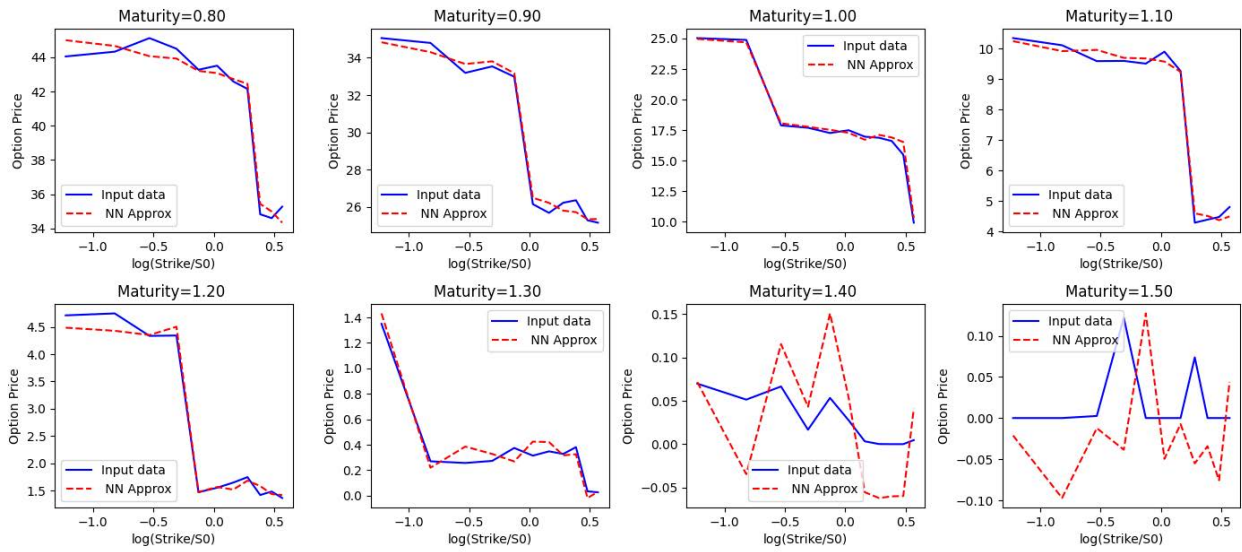 Maturity=0.80
Option Price
44
42
40
38
36
34
Input data
NN Approx
−1.0 −0.5 0.0 0.5
log(Strike/S0)
Maturity=0.90
Option Price
34
32
30
28
26
Input data
NN Approx
−1.0 −0.5 0.0 0.5
log(Strike/S0)
Maturity=1.00
Option Price
25.0
22.5
20.0
17.5
15.0
12.5
10.0
Input data
NN Approx
−1.0 −0.5 0.0 0.5
log(Strike/S0)
Maturity=1.10
Option Price
10
9
8
7
6
5
4
Input data
NN Approx
−1.0 −0.5 0.0 0.5
log(Strike/S0)
Maturity=1.20
Option Price
4.5
4.0
3.5
3.0
2.5
2.0
1.5
Input data
NN Approx
−1.0 −0.5 0.0 0.5
log(Strike/S0)
Maturity=1.30
Option Price
1.4
1.2
1.0
0.8
0.6
0.4
0.2
0.0
Input data
NN Approx
−1.0 −0.5 0.0 0.5
log(Strike/S0)
Maturity=1.40
Option Price
0.15
0.10
0.05
0.00
−0.05
Input data
NN Approx
−1.0 −0.5 0.0 0.5
log(Strike/S0)
Maturity=1.50
Option Price
0.10
0.05
0.00
−0.05
−0.10
Input data
NN Approx
−1.0 −0.5 0.0 0.5
log(Strike/S0)